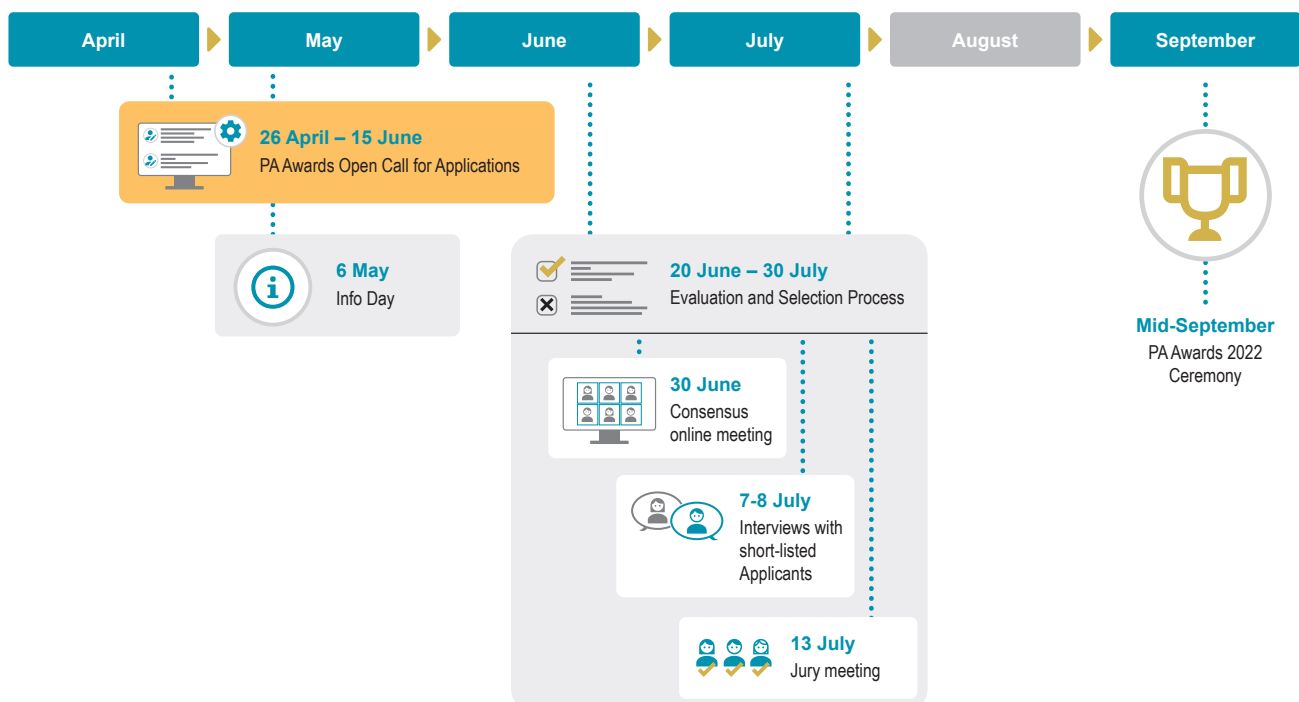 April
May
June
July
August
September
26 April – 15 June
PA Awards Open Call for Applications
6 May
Info Day
20 June – 30 July
Evaluation and Selection Process
30 June
Consensus
online meeting
7-8 July
Interviews with
short-listed
Applicants
13 July
Jury meeting
Mid-September
PA Awards 2022
Ceremony